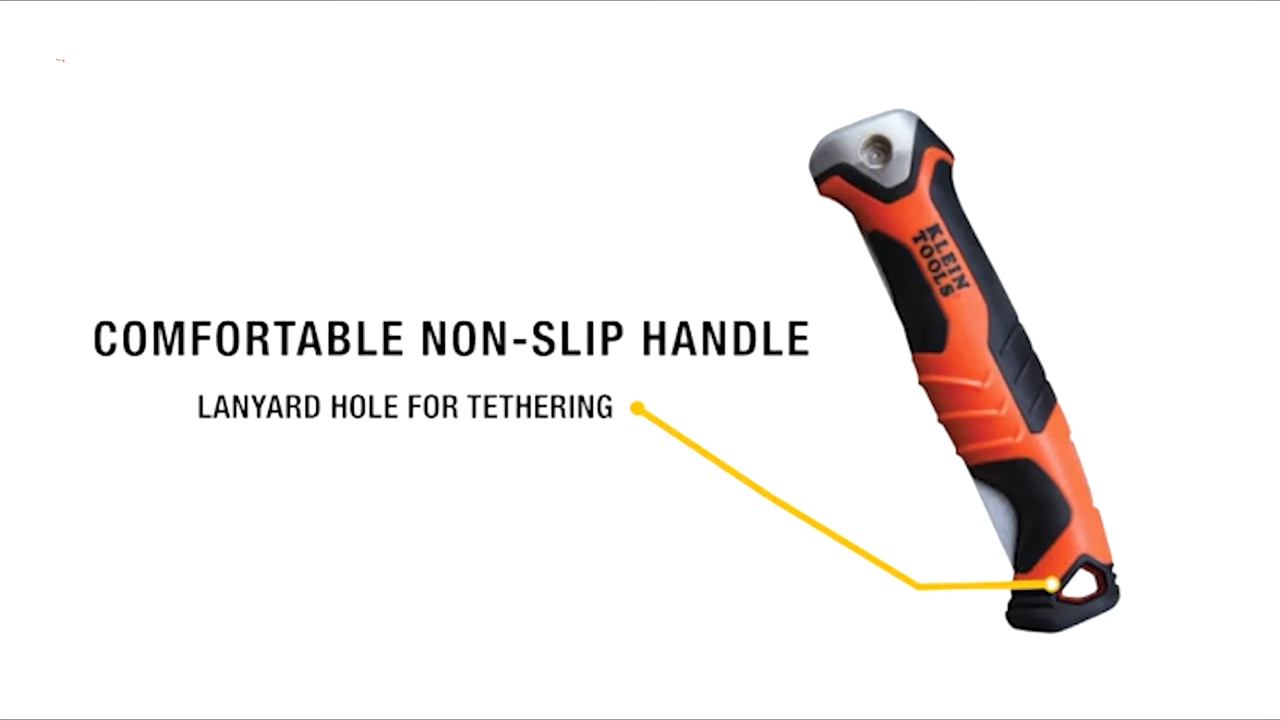 COMFORTABLE NON-SLIP HANDLE
LANYARD HOLE FOR TETHERING
KLEIN
TOOLS